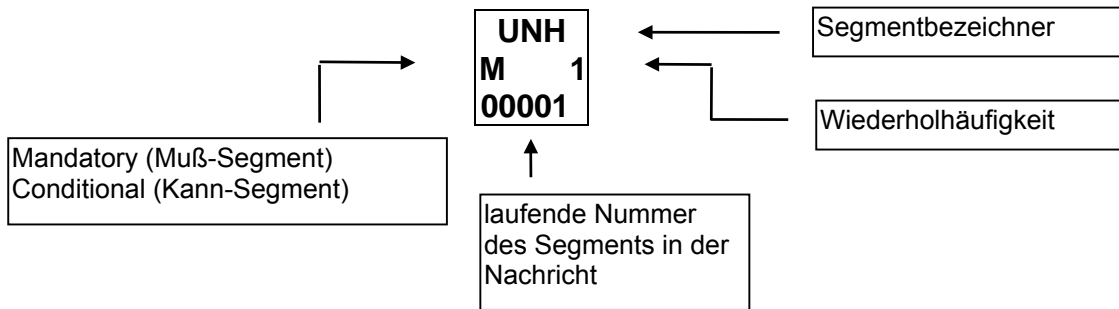 UNH
M 1
00001
Segmentbezeichner
Wiederholhäufigkeit
Mandatory (Muß-Segment)
Conditional (Kann-Segment)
laufende Nummer
des Segments in der
Nachricht